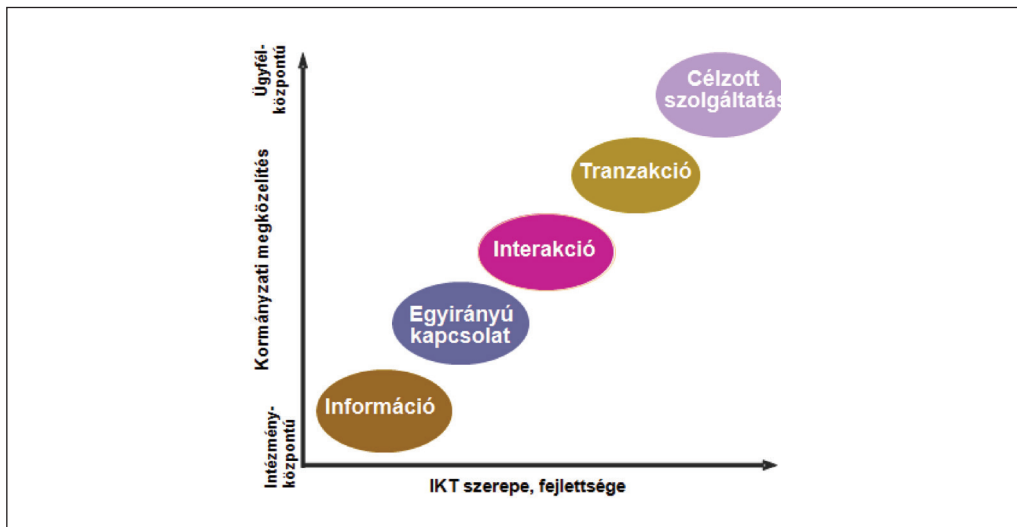 Ügyfél-
központú
Célzott
szolgáltatás
Tranzakció
Kormányzati megközelítés
Interakció
Egyirányú
kapcsolat
Információ
Intézmény-
központú
IKT szerepe, fejlettsége